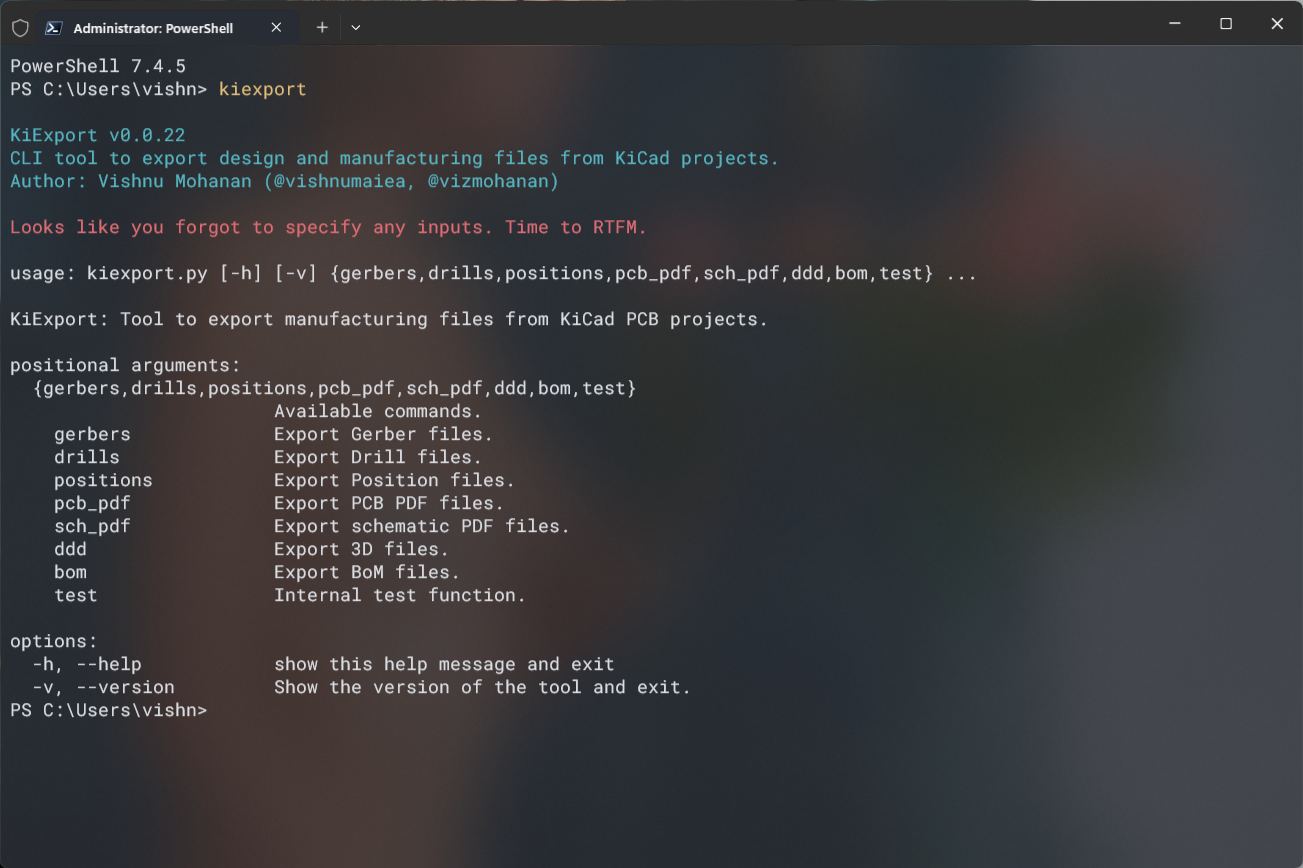 Administrator: PowerShell
PowerShell 7.4.5
PS C:\Users\vishn> kiexport
KiExport v0.0.22
CLI tool to export design and manufacturing files from KiCad projects.
Author: Vishnu Mohanan (@vishnumaiea, @vizmohanan)
Looks like you forgot to specify any inputs. Time to RTFM.
usage: kiexport.py [-h] [-v] {gerbers,drills,positions,pcb_pdf,sch_pdf,ddd,bom,test} ...
KiExport: Tool to export manufacturing files from KiCad PCB projects.
positional arguments:
  {gerbers,drills,positions,pcb_pdf,sch_pdf,ddd,bom,test}
                        Available commands.
    gerbers             Export Gerber files.
    drills              Export Drill files.
    positions           Export Position files.
    pcb_pdf             Export PCB PDF files.
    sch_pdf             Export schematic PDF files.
    ddd                 Export 3D files.
    bom                 Export BoM files.
    test                Internal test function.
options:
  -h, --help            show this help message and exit
  -v, --version         Show the version of the tool and exit.
PS C:\Users\vishn>